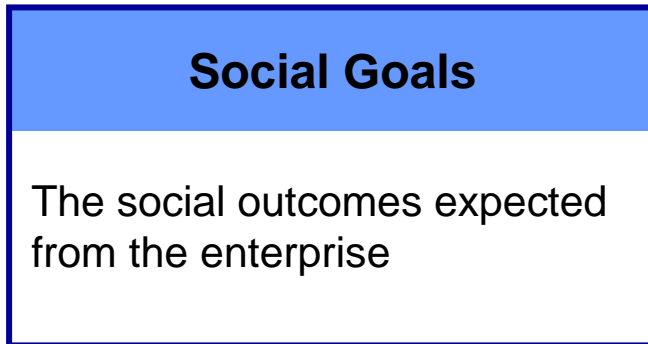 Social Goals
The social outcomes expected
from the enterprise